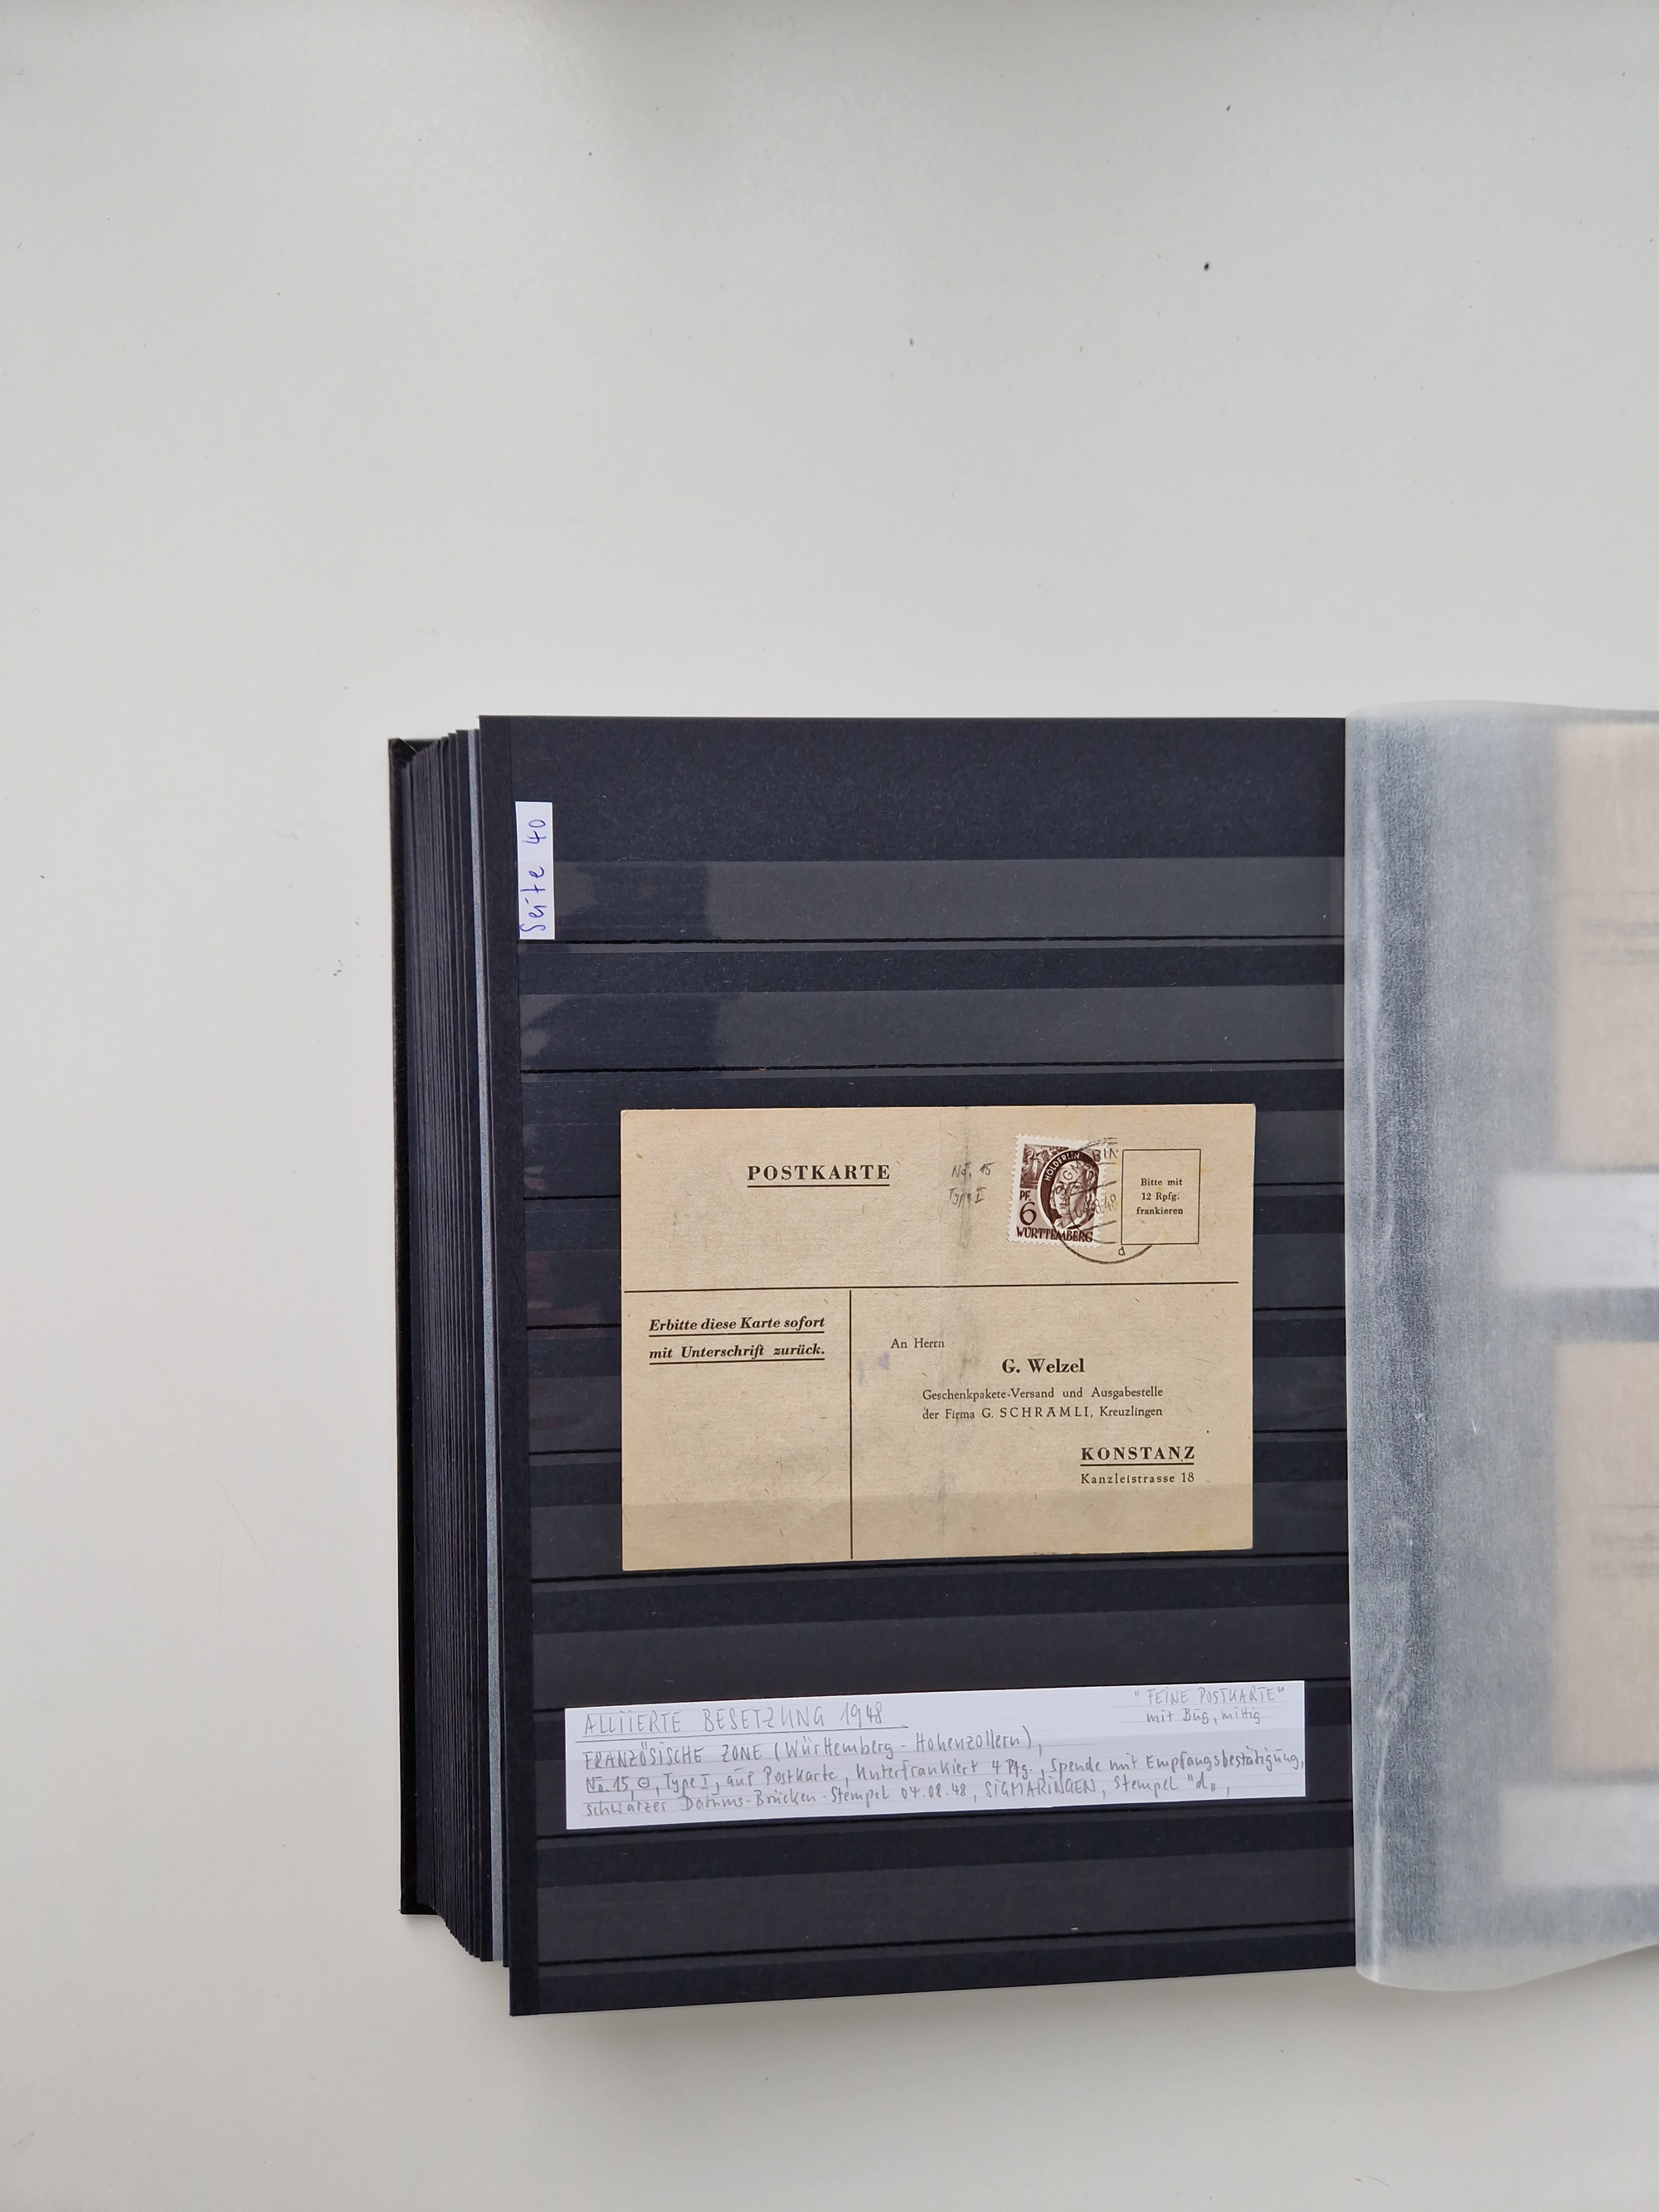 Seite 40
POSTKARTE
No. 15
Type I
HÖLDERLIN
PF.
6
WÜRTTEMBERG
d
Bitte mit
12 Rpfg.
frankieren
Erbitte diese Karte sofort
mit Unterschrift zurück.
An Herrn
G. Welzel
Geschenkpakete-Versand und Ausgabestelle
der Firma G. SCHRAMLI, Kreuzlingen
KONSTANZ
Kanzleistrasse 18
"FEINE POSTKARTE"
mit Bug, mittig
ALLIIERTE BESETZUNG 1948
FRANZÖSISCHE ZONE (Württemberg - Hohenzollern),
No. 15, Type I, auf Postkarte, Unterfrankiert 4 Pfg., Spende mit Empfangsbestätigung,
schwarzer Datums-Brücken-Stempel 04.08.48, SIGMARINGEN, Stempel "d",